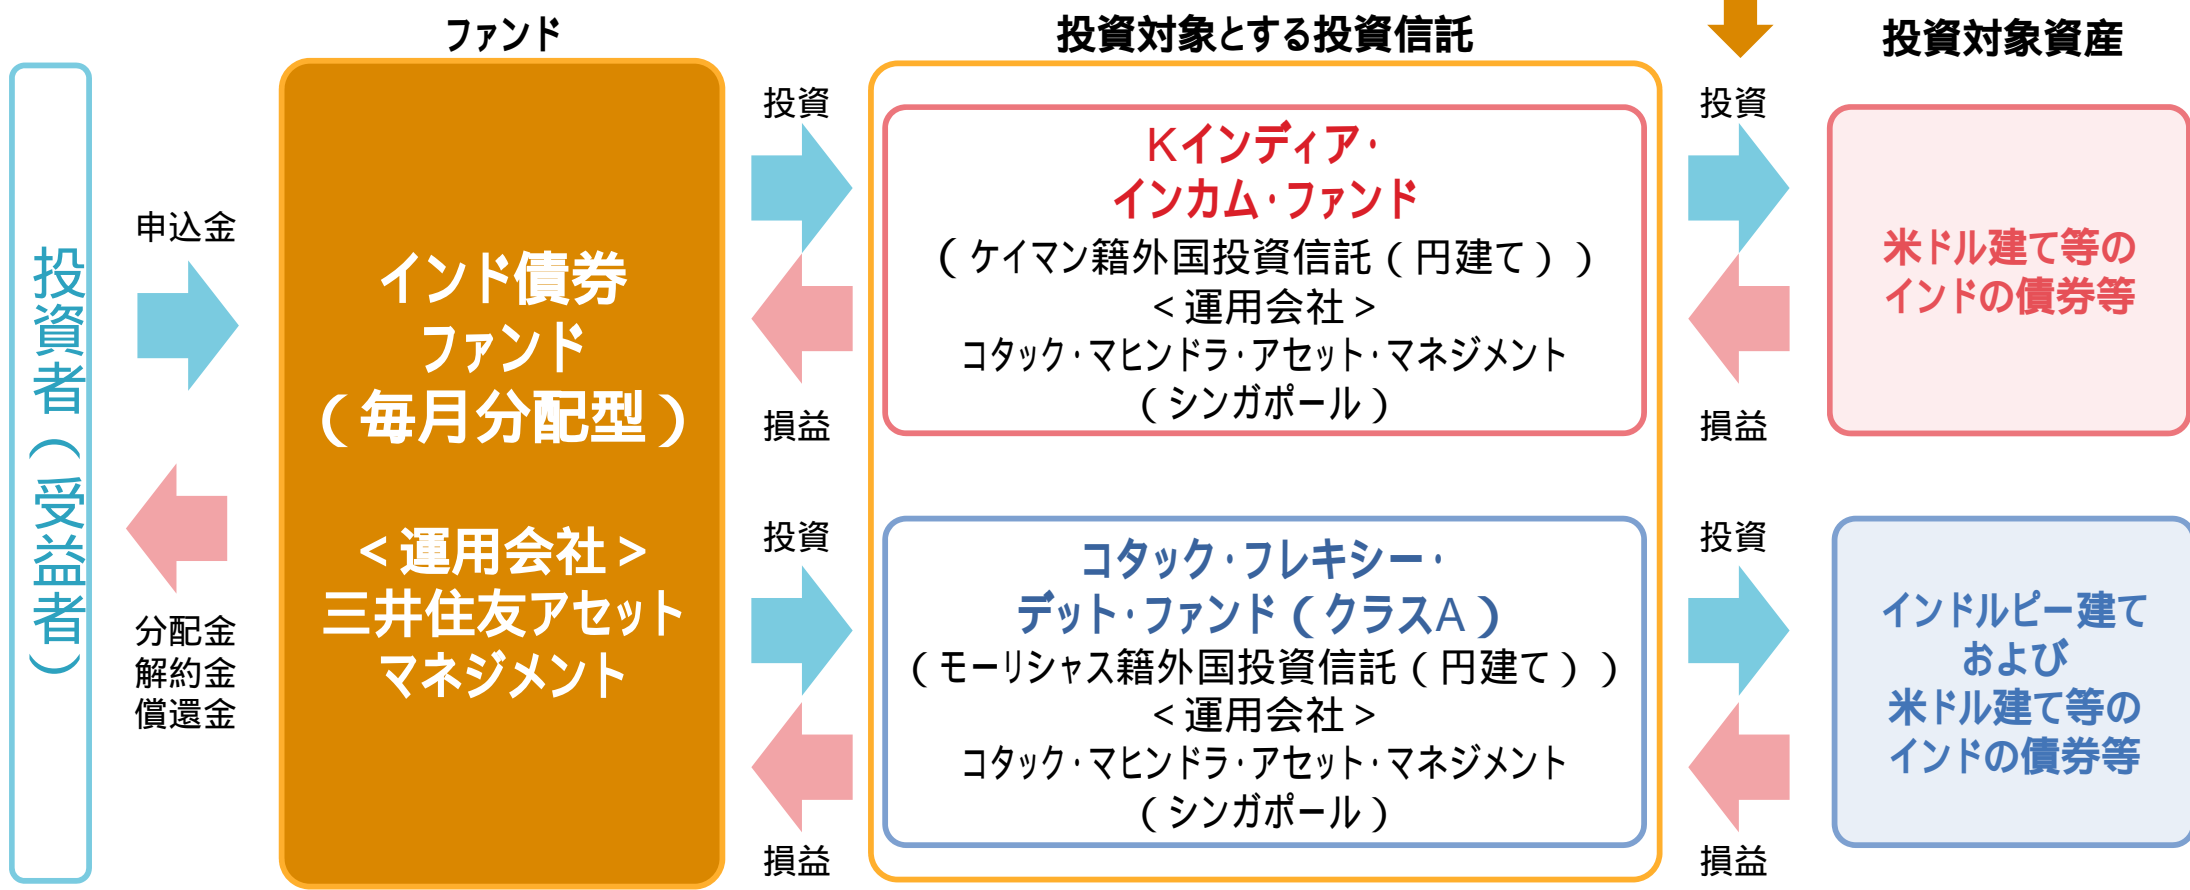 ファンド
投資対象とする投資信託
投資対象資産
投資者(受益者)
申込金
分配金
解約金
償還金
インド債券
ファンド
(毎月分配型)
<運用会社>
三井住友アセット
マネジメント
投資
損益
投資
損益
Kインディア・
インカム・ファンド
(ケイマン籍外国投資信託(円建て))
<運用会社>
コタック・マヒンドラ・アセット・マネジメント
(シンガポール)
コタック・フレキシー・
デット・ファンド(クラスA)
(モーリシャス籍外国投資信託(円建て))
<運用会社>
コタック・マヒンドラ・アセット・マネジメント
(シンガポール)
投資
損益
投資
損益
米ドル建て等の
インドの債券等
インドルピー建て
および
米ドル建て等の
インドの債券等